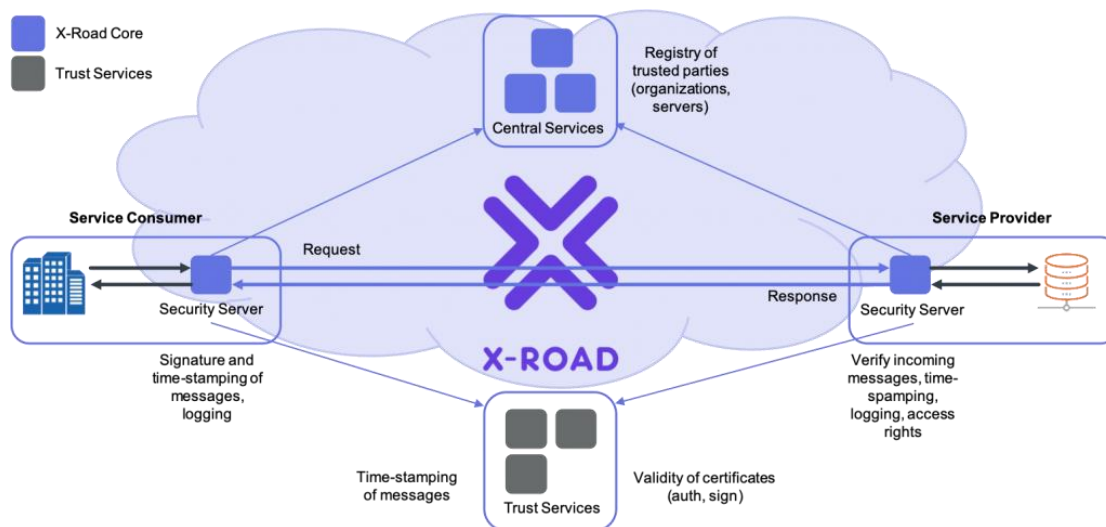 X-Road Core
Trust Services
Registry of
trusted parties
(organizations,
servers)
Central Services
Service Consumer
Service Provider
Request
Response
Security Server
Security Server
X-ROAD
Signature and
time-stamping of
messages,
logging
Verify incoming
messages, time-
spamping,
logging, access
rights
Time-stamping
of messages
Trust Services
Validity of certificates
(auth, sign)